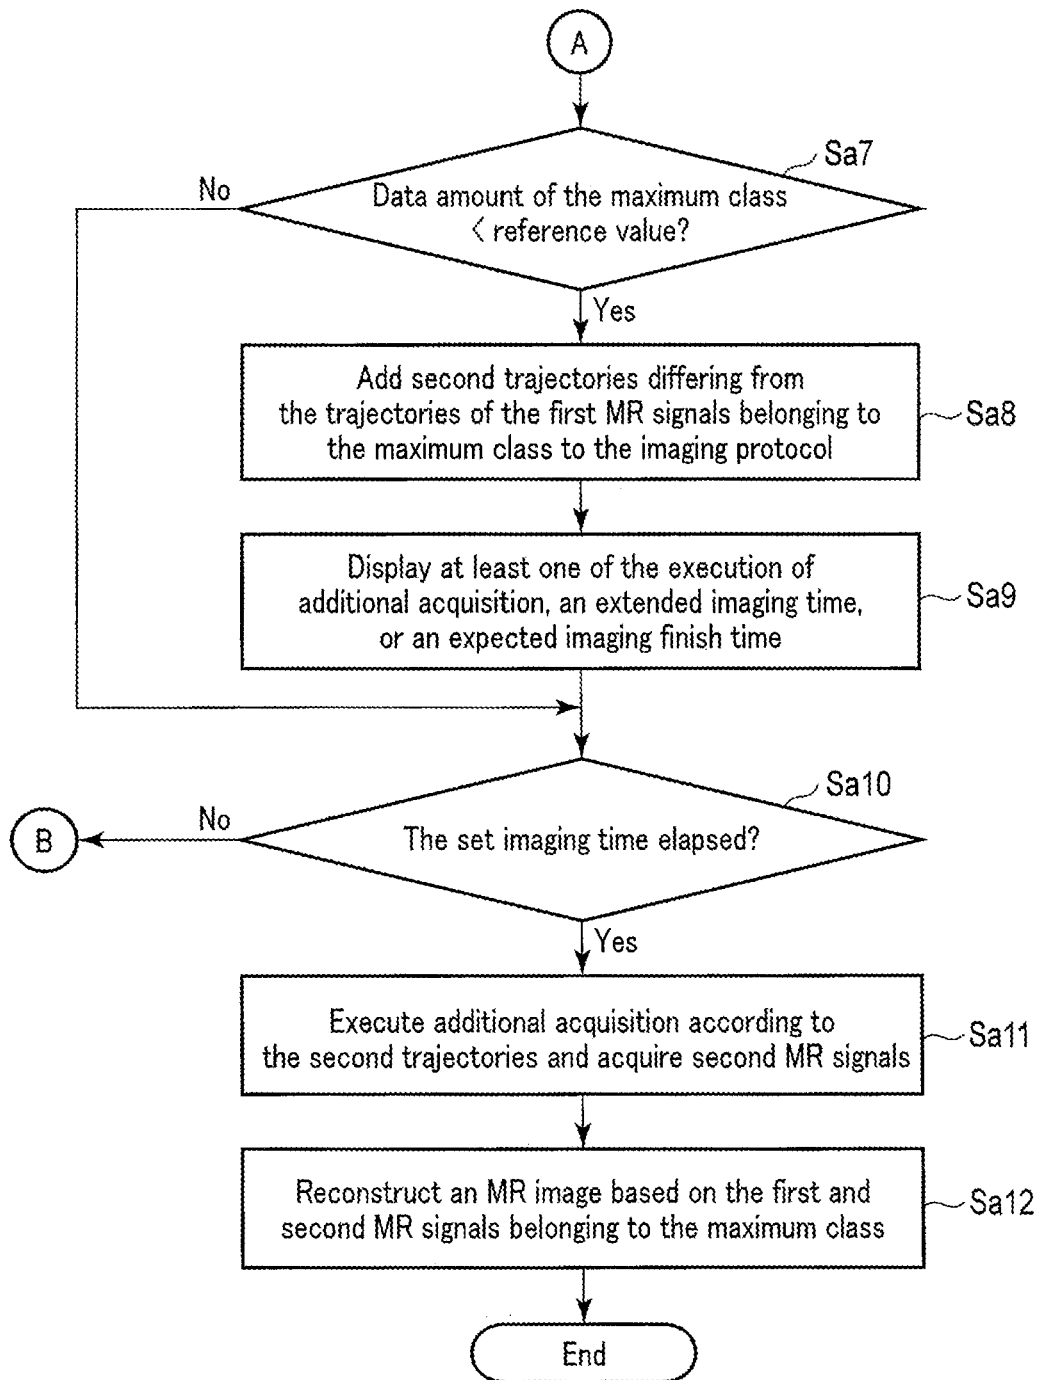 A
Sa7
No
Data amount of the maximum class
< reference value?
Yes
Add second trajectories differing from
the trajectories of the first MR signals belonging to
the maximum class to the imaging protocol
Sa8
Display at least one of the execution of
additional acquisition, an extended imaging time,
or an expected imaging finish time
Sa9
Sa10
B
No
The set imaging time elapsed?
Yes
Execute additional acquisition according to
the second trajectories and acquire second MR signals
Sa11
Reconstruct an MR image based on the first and
second MR signals belonging to the maximum class
Sa12
End